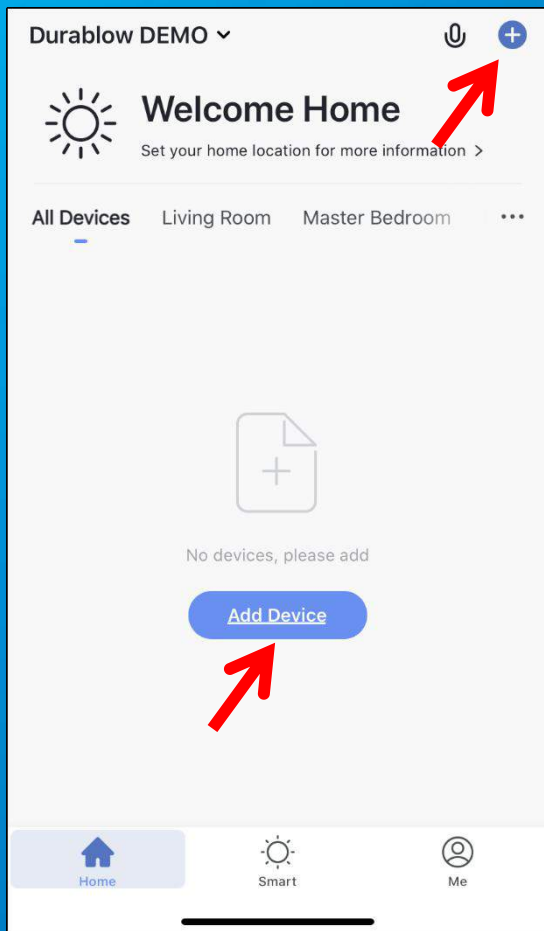 Durablow DEMO
Welcome Home
Set your home location for more information >
All Devices Living Room Master Bedroom ...
No devices, please add
Add Device
Home Smart Me